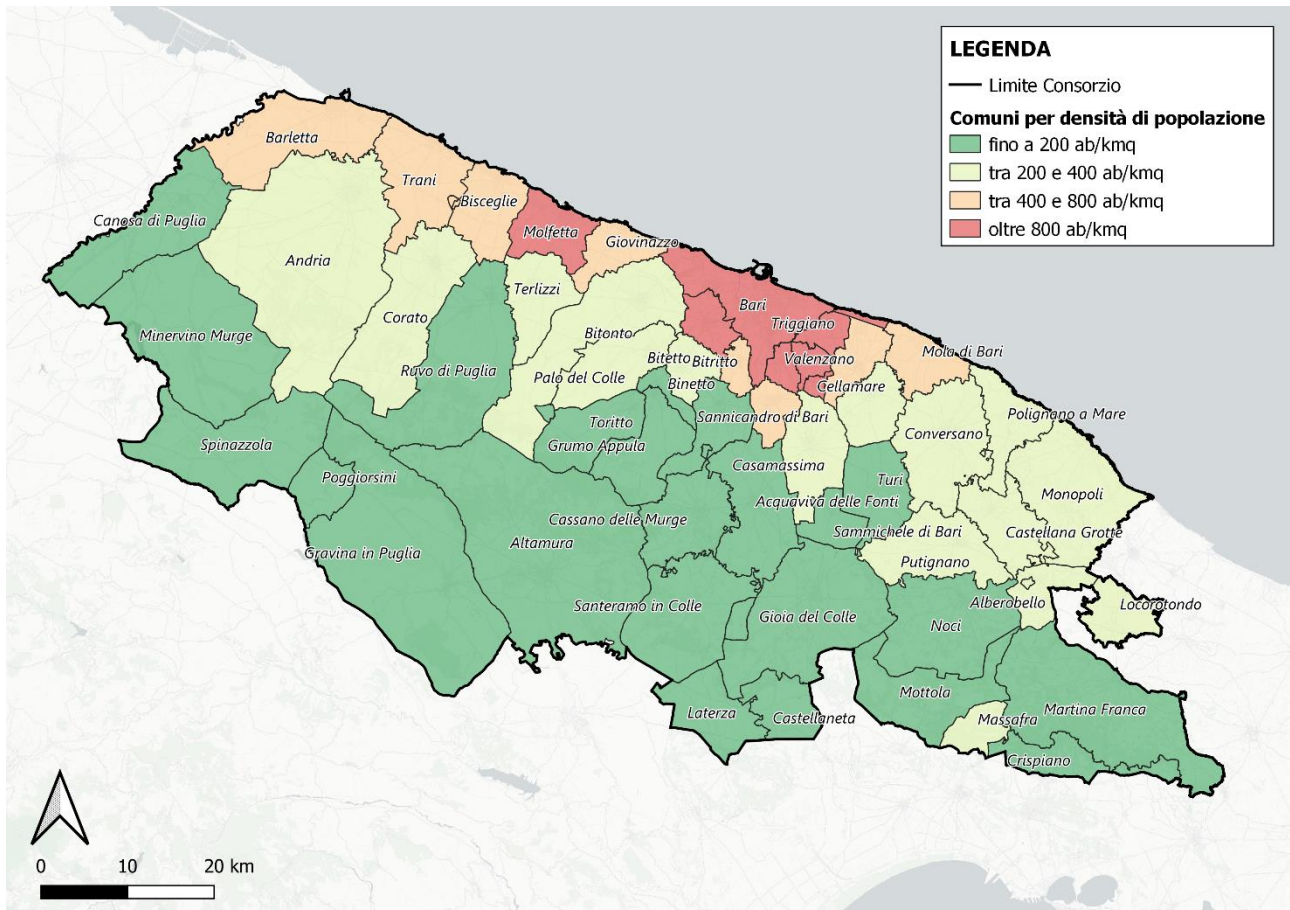 LEGENDA
Limite Consorzio
Comuni per densità di popolazione
fino a 200 ab/kmq
tra 200 e 400 ab/kmq
tra 400 e 800 ab/kmq
oltre 800 ab/kmq
Barletta
Trani
Bisceglie
Canosa di Puglia
Molfetta
Giovinazzo
Andria
Terlizzi
Bari
Corato
Triggiano
Minervino Murge
Bitonto
Mola di Bari
Bitetto
Bitritto
Valenzano
Ruvo di Puglia
Palo del Colle
Binetto
Cellamare
Toritto
Sannicandro di Bari
Polignano a Mare
Spinazzola
Grumo Appula
Conversano
Casamassima
Poggiorsini
Turi
Monopoli
Acquaviva delle Fonti
Cassano delle Murge
Sammichele di Bari
Castellana Grotte
Altamura
Gravina in Puglia
Putignano
Santeramo in Colle
Gioia del Colle
Alberobello
Locorotondo
Noci
Mottola
Laterza
Castellaneta
Massafra
Martina Franca
Crispiano
0 10 20 km